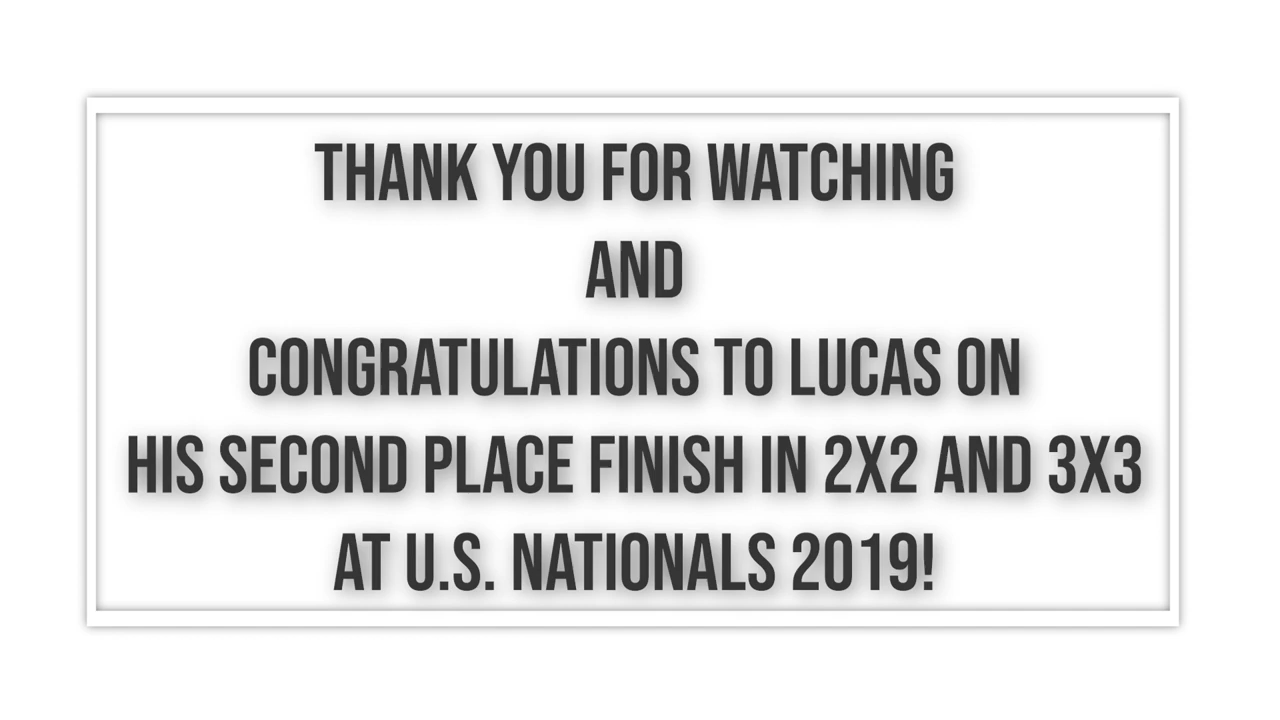 THANK YOU FOR WATCHING
AND
CONGRATULATIONS TO LUCAS ON
HIS SECOND PLACE FINISH IN 2X2 AND 3X3
AT U.S. NATIONALS 2019!